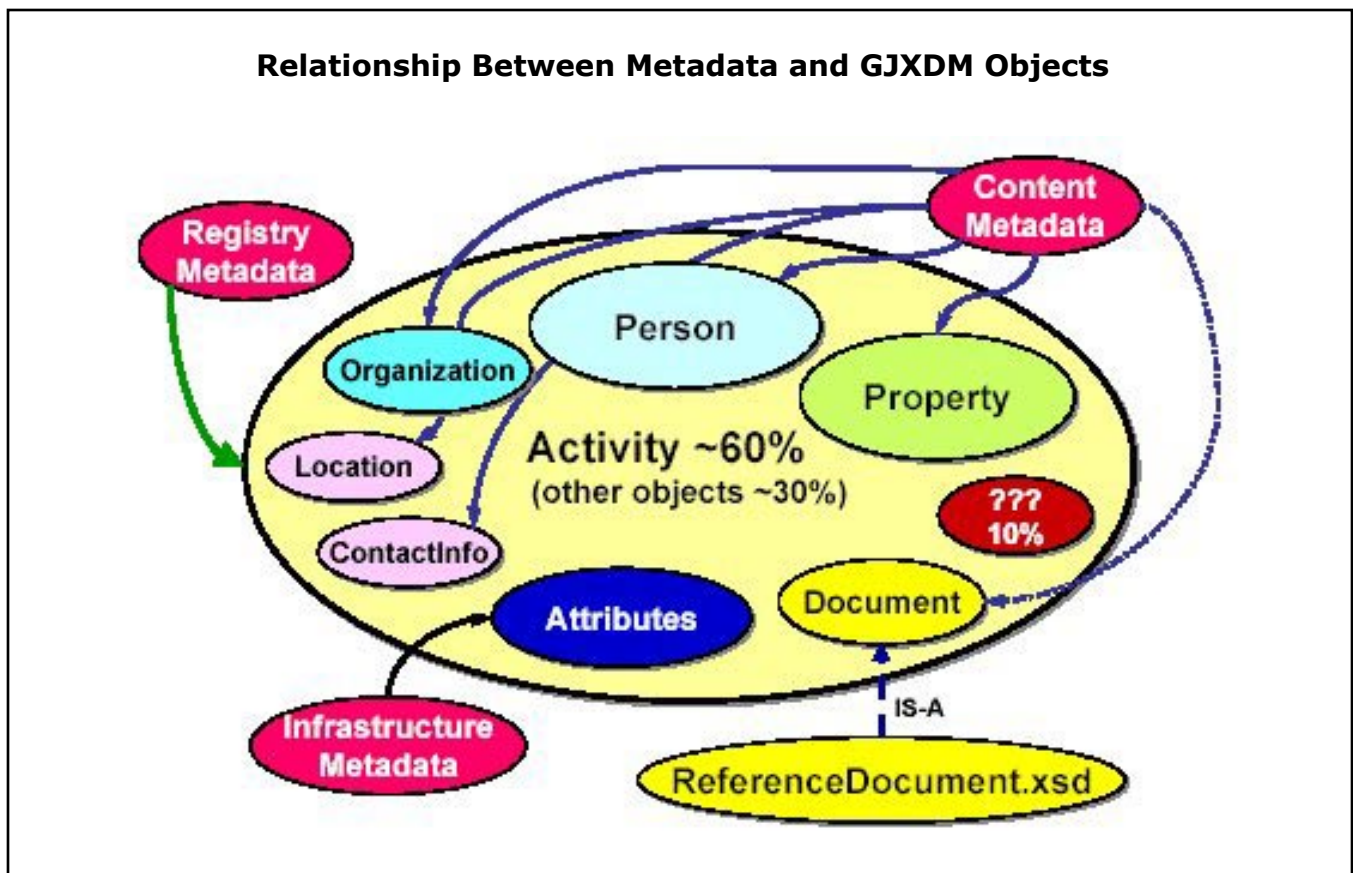 Relationship Between Metadata and GJXDM Objects
Content
Metadata
Registry
Metadata
Person
Organization
Property
Activity ~60%
(other objects ~30%)
Location
???
10%
ContactInfo
Document
Attributes
IS-A
Infrastructure
Metadata
ReferenceDocument.xsd